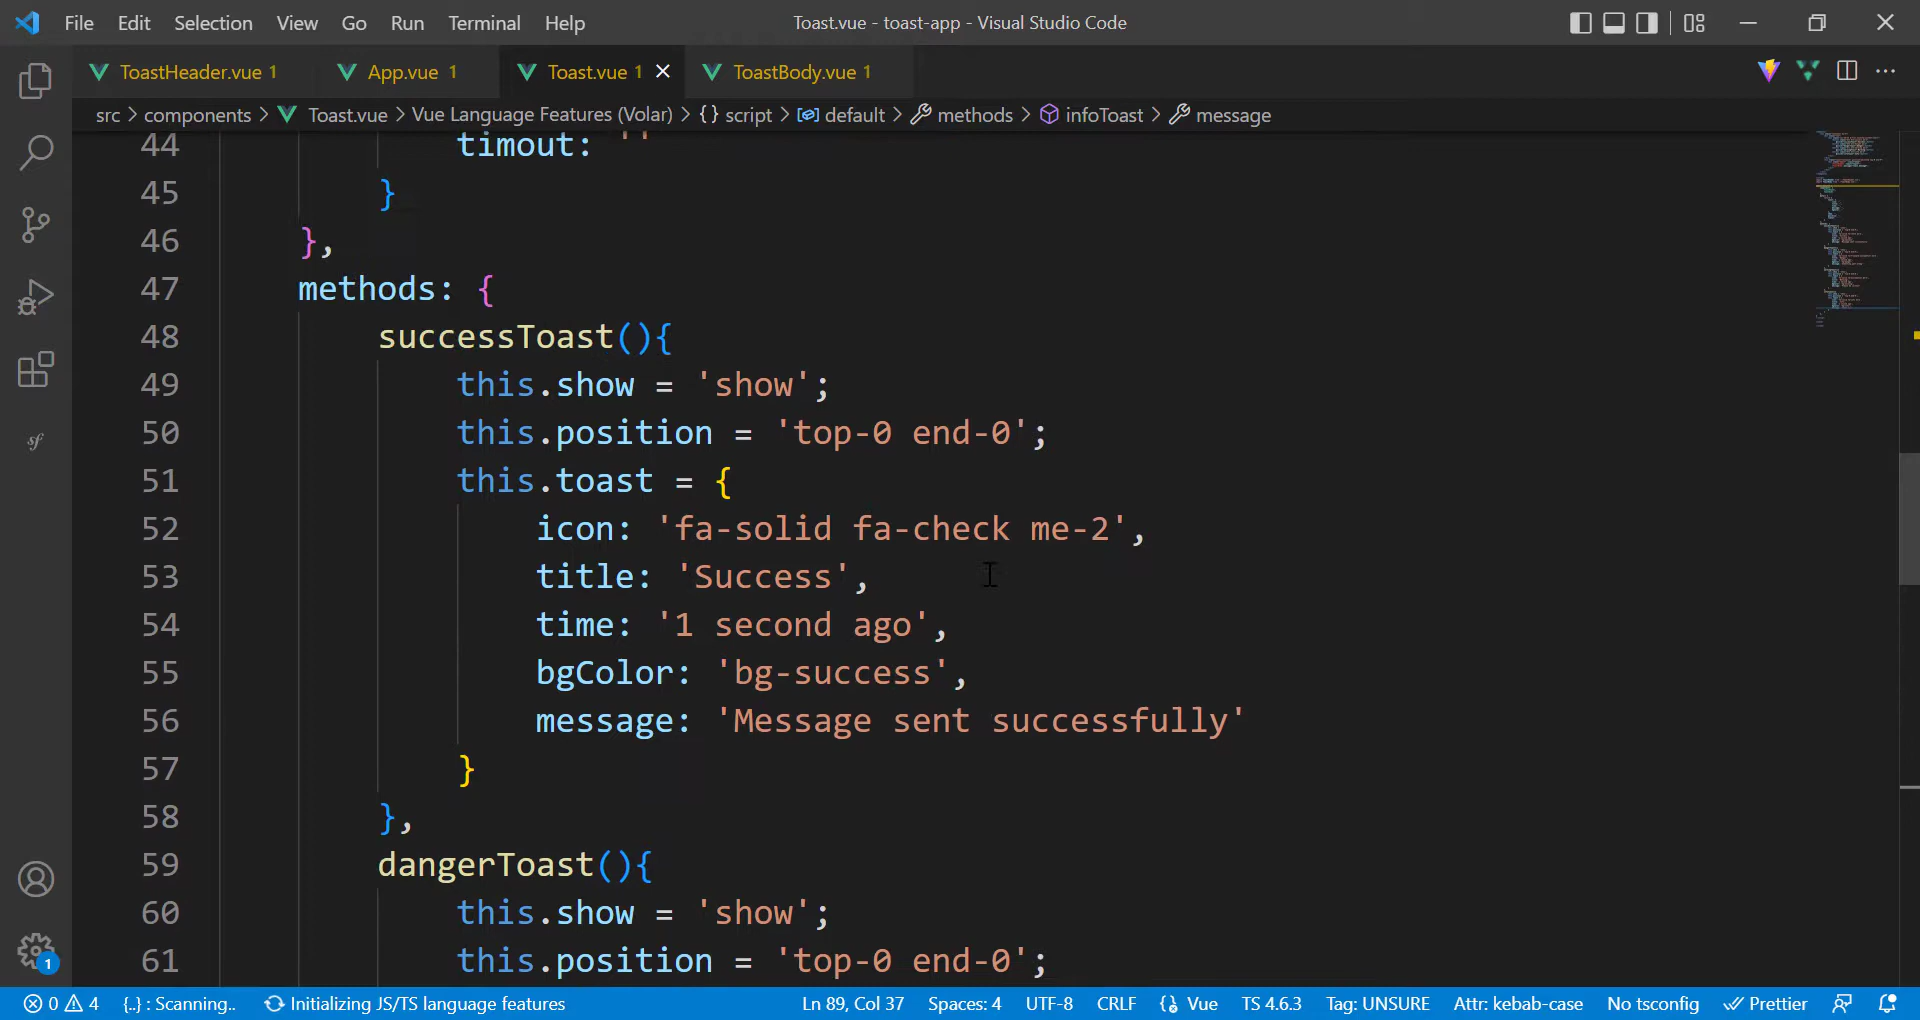 File Edit Selection View Go Run Terminal Help Toast.vue - toast-app - Visual Studio Code
ToastHeader.vue 1 App.vue 1 Toast.vue 1 ToastBody.vue 1
src > components > Toast.vue > Vue Language Features (Volar) > {} script > default > methods > infoToast > message
44 timout: ''
45 }
46 },
47 methods: {
48 successToast(){
49 this.show = 'show';
50 this.position = 'top-0 end-0';
51 this.toast = {
52 icon: 'fa-solid fa-check me-2',
53 title: 'Success',
54 time: '1 second ago',
55 bgColor: 'bg-success',
56 message: 'Message sent successfully'
57 }
58 },
59 dangerToast(){
60 this.show = 'show';
61 this.position = 'top-0 end-0';
1
0 4 {..} : Scanning.. Initializing JS/TS language features Ln 89, Col 37 Spaces: 4 UTF-8 CRLF {} Vue TS 4.6.3 Tag: UNSURE Attr: kebab-case No tsconfig Prettier